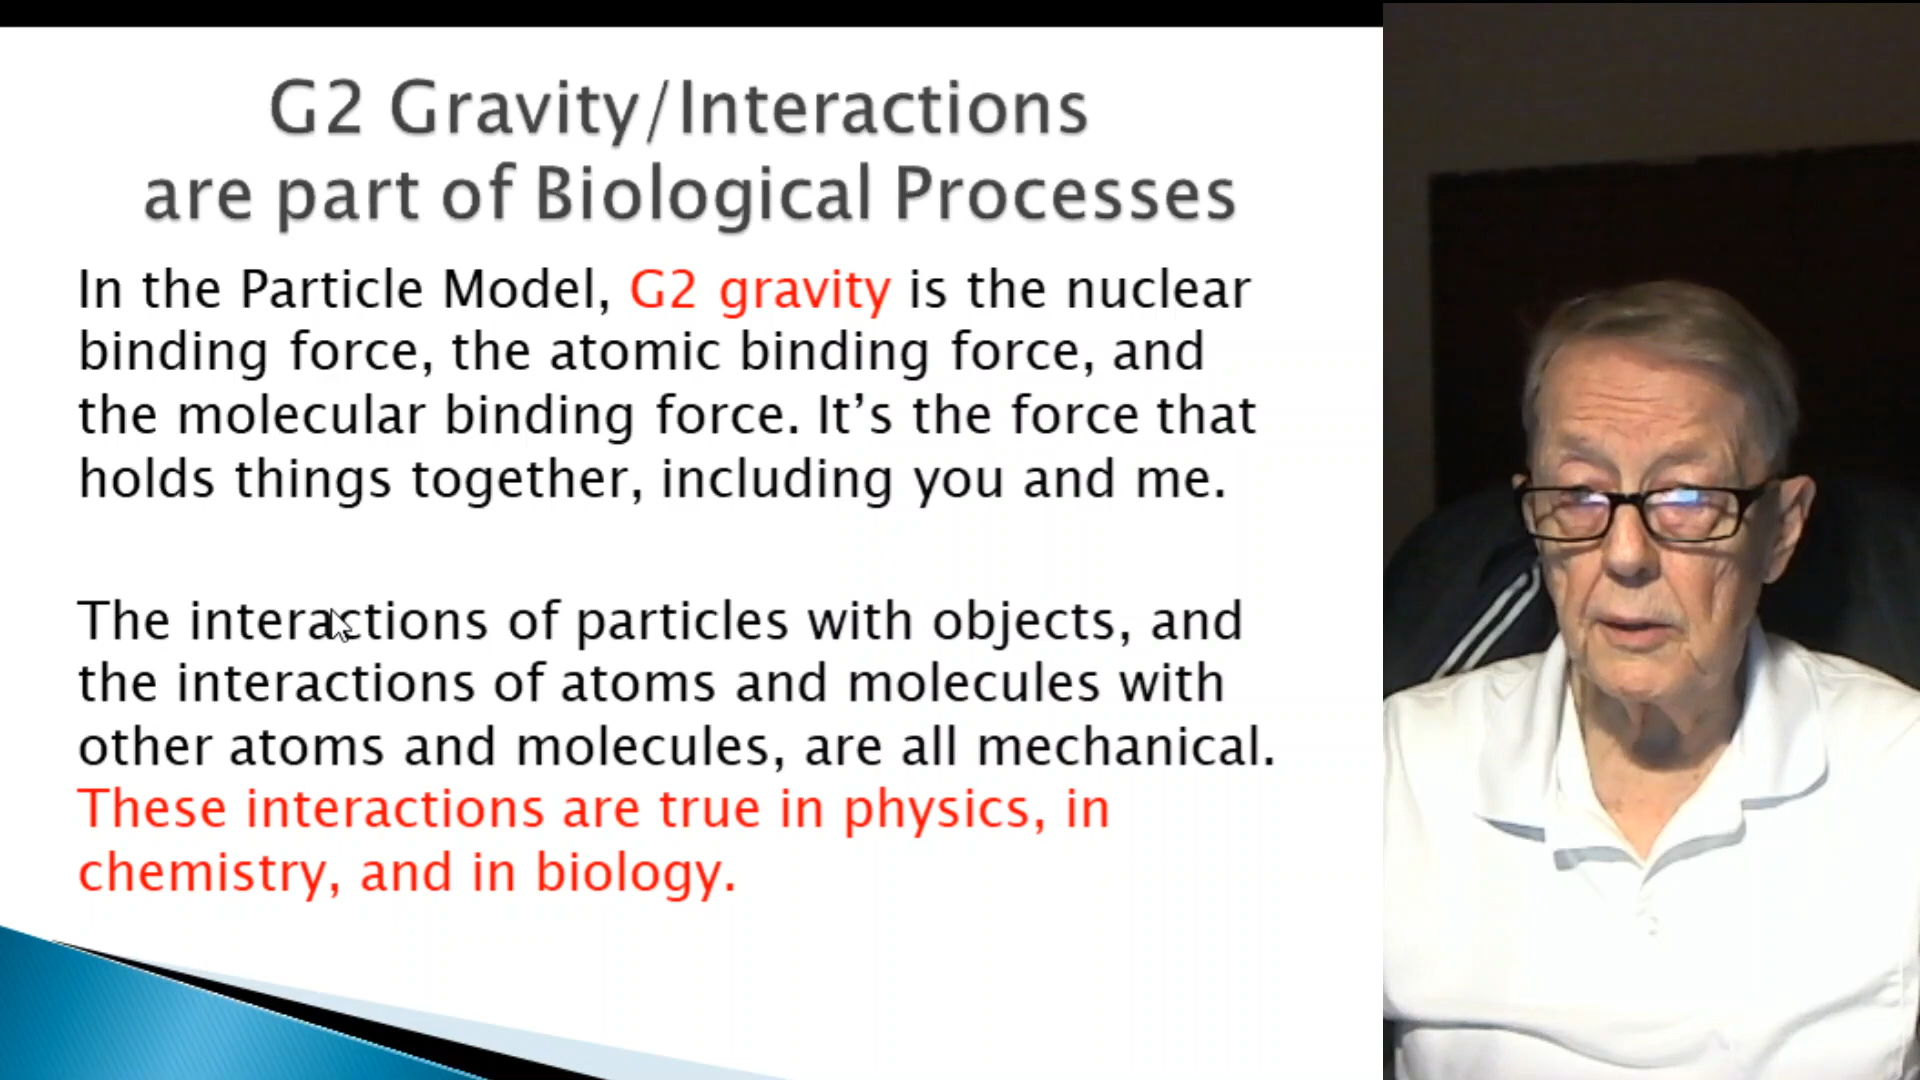 G2 Gravity/Interactions
are part of Biological Processes
In the Particle Model, G2 gravity is the nuclear
binding force, the atomic binding force, and
the molecular binding force. It’s the force that
holds things together, including you and me.
The interactions of particles with objects, and
the interactions of atoms and molecules with
other atoms and molecules, are all mechanical.
These interactions are true in physics, in
chemistry, and in biology.